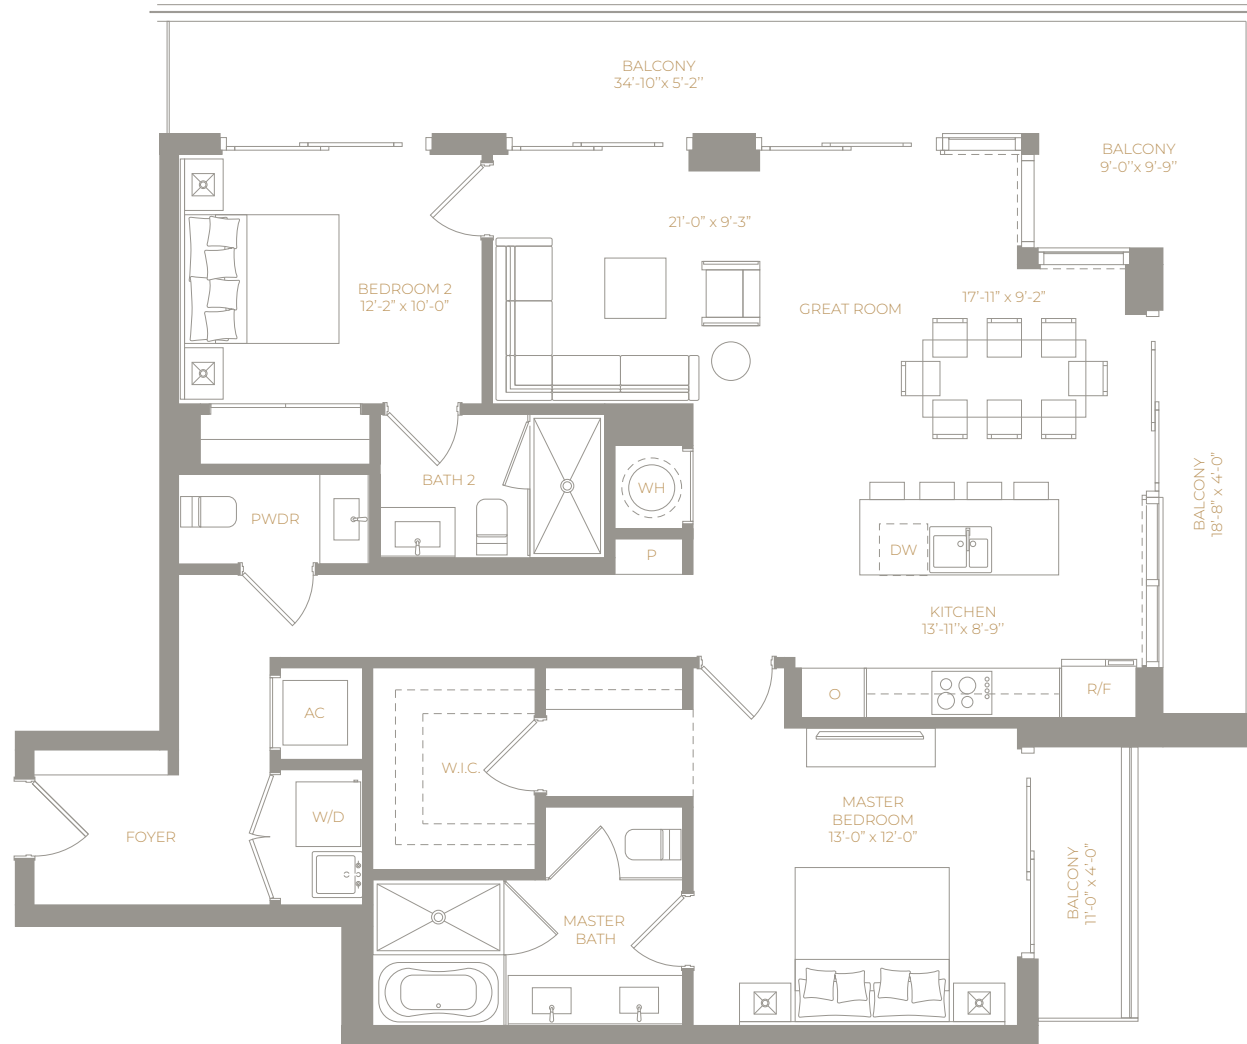 BALCONY
34'-10''x 5'-2''
BALCONY
9'-0''x 9'-9''
21'-0" x 9'-3"
BEDROOM 2
12'-2" x 10'-0"
17'-11" x 9'-2"
GREAT ROOM
BATH 2
WH
PWDR
BALCONY
18'-8" x 4'-0"
DW
P
KITCHEN
13'-11''x 8'-9''
O
R/F
AC
W.I.C.
W/D
FOYER
MASTER
BEDROOM
13'-0" x 12'-0"
BALCONY
11'-0" x 4'-0"
MASTER
BATH